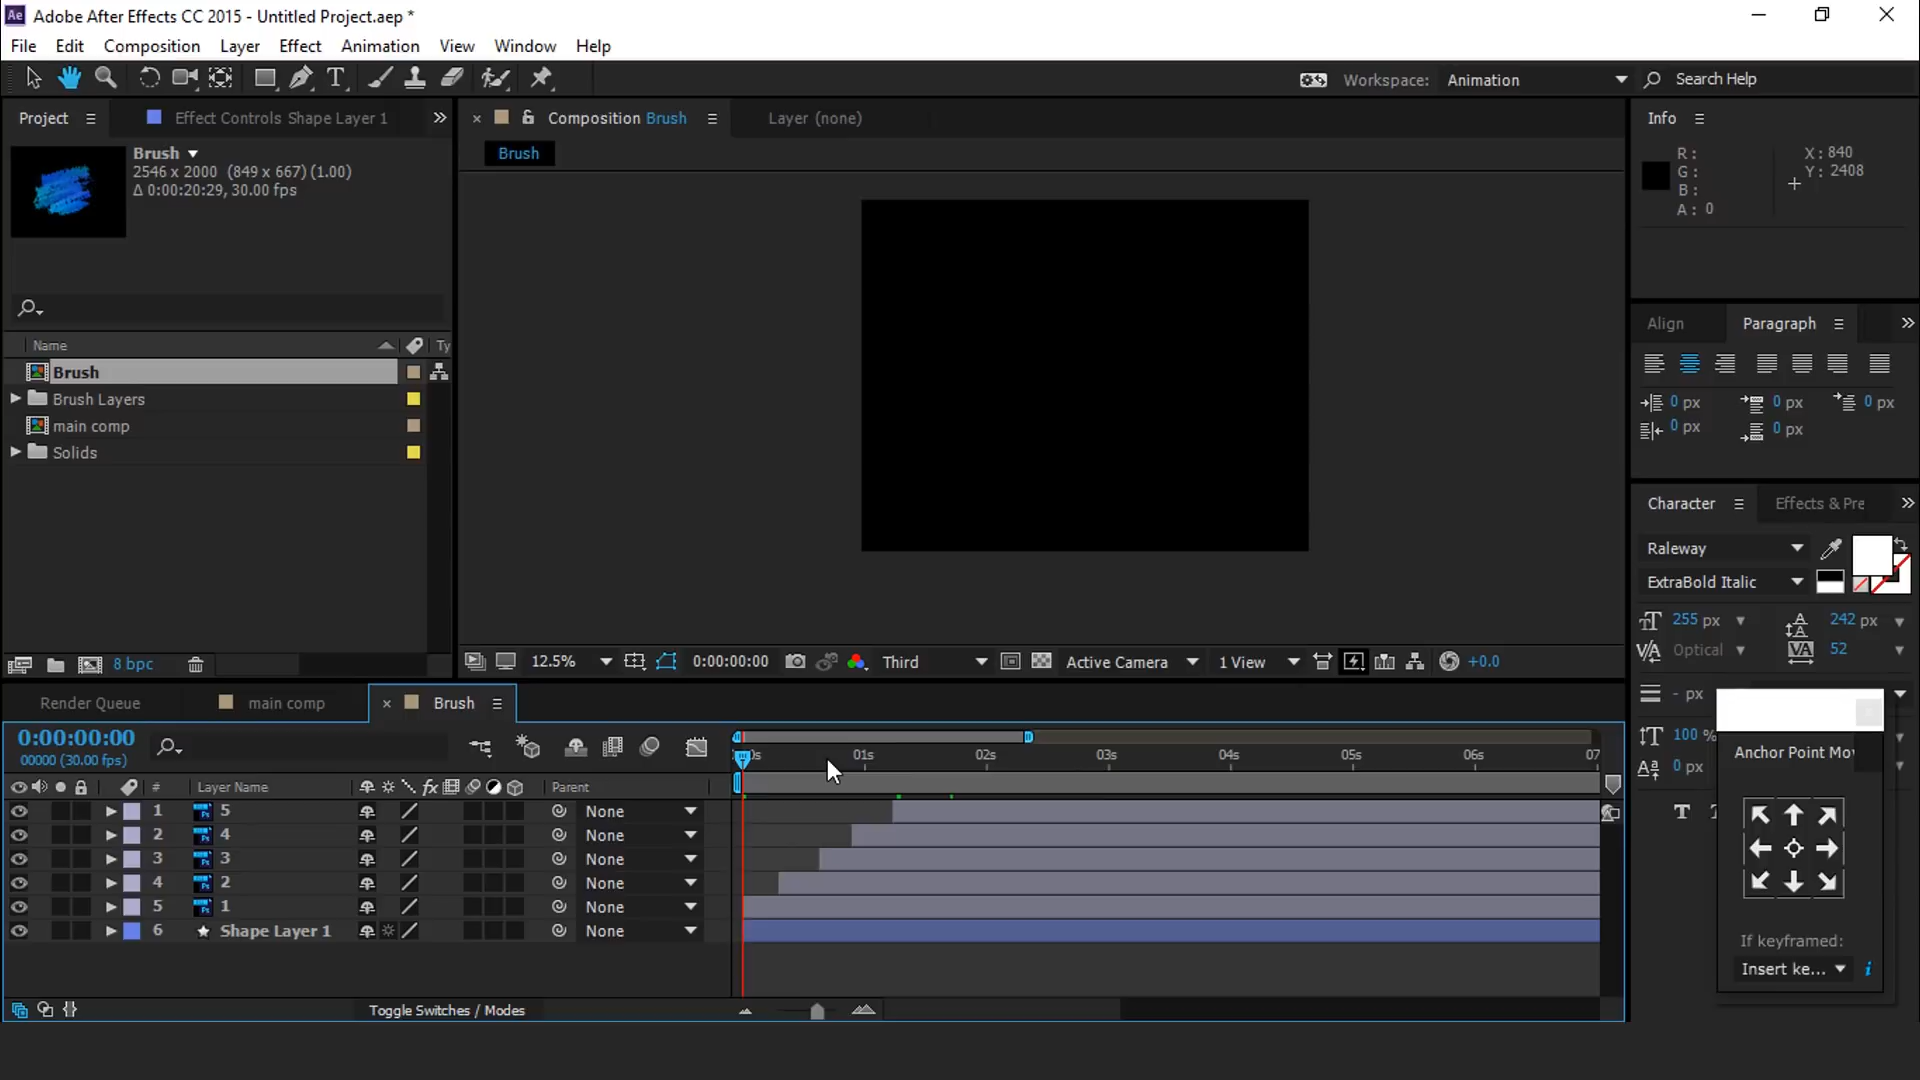 Ae Adobe After Effects CC 2015 - Untitled Project.aep *
File Edit Composition Layer Effect Animation View Window Help
Workspace: Animation Search Help
Project Effect Controls Shape Layer 1
Composition Brush Layer (none)
Info
Brush
Brush
2546 x 2000 (849 x 667) (1.00)
Δ 0:00:20:29, 30.00 fps
R: X: 840
G: Y: 2408
B:
A: 0
Align Paragraph
Name Ty
Brush
Brush Layers
main comp
Solids
0 px 0 px 0 px
0 px 0 px
Character Effects & Pre
Raleway
ExtraBold Italic
255 px 242 px
Optical 52
- px
100 %
0 px
8 bpc
12.5% 0:00:00:00 Third Active Camera 1 View +0.0
Render Queue main comp Brush
0:00:00:00
00000 (30.00 fps)
01s 02s 03s 04s 05s 06s 07
# Layer Name fx Parent
1 5 None
2 4 None
3 3 None
4 2 None
5 1 None
6 Shape Layer 1 None
Toggle Switches / Modes
Anchor Point Mov
If keyframed:
Insert ke...